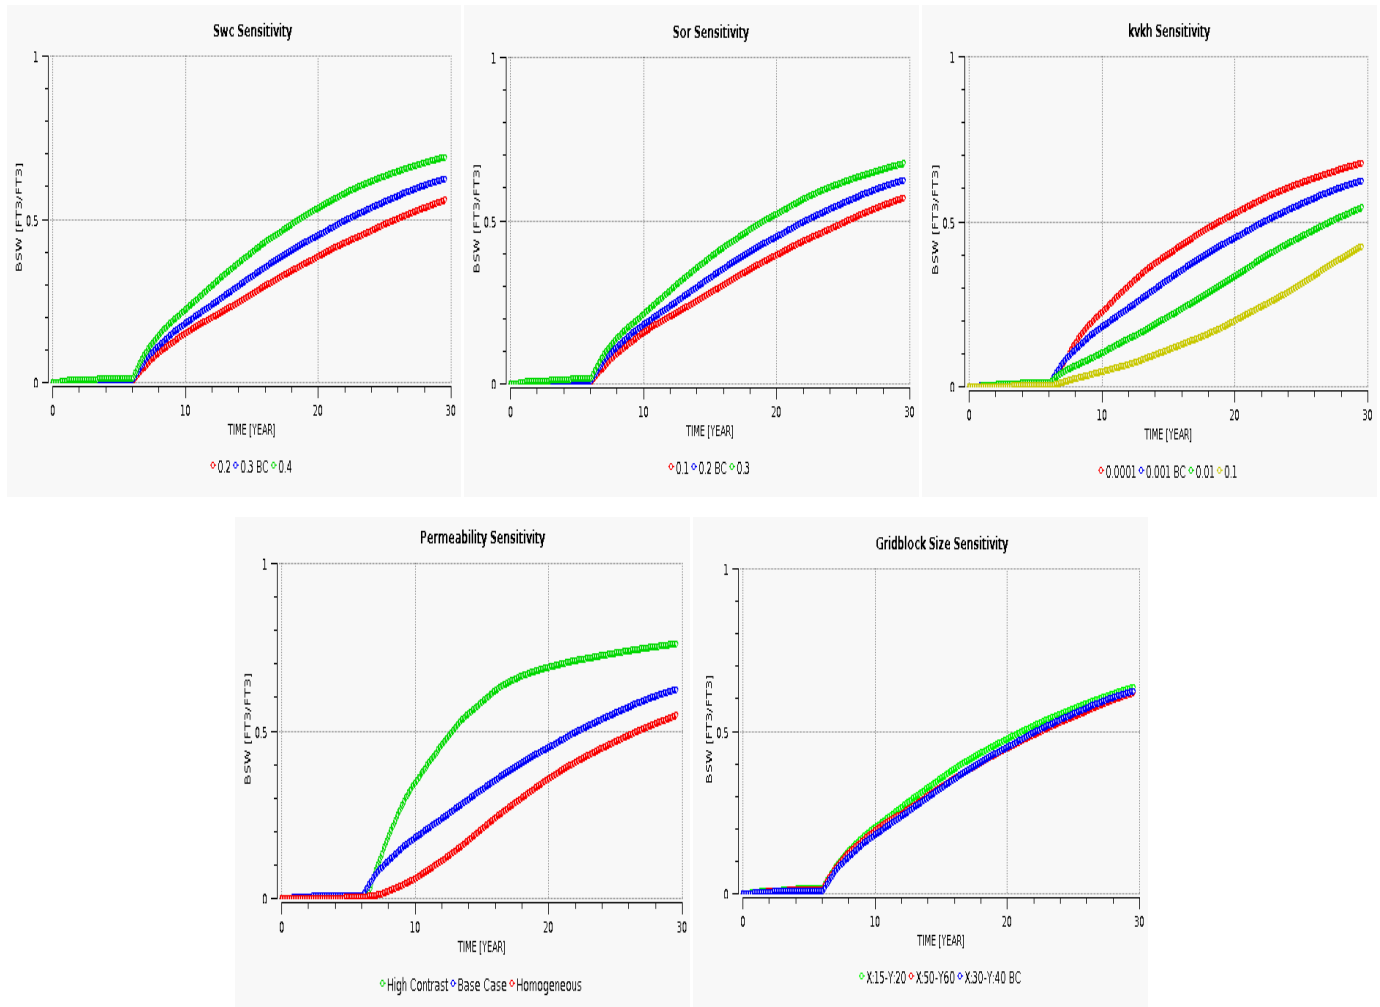 Swc Sensitivity
1
0.5
0
BSW [FT3/FT3]
0 10 20 30
TIME [YEAR]
0.2 0.3 BC 0.4
Sor Sensitivity
1
0.5
0
BSW [FT3/FT3]
0 10 20 30
TIME [YEAR]
0.1 0.2 BC 0.3
kvkh Sensitivity
1
0.5
0
BSW [FT3/FT3]
0 10 20 30
TIME [YEAR]
0.0001 0.001 BC 0.01 0.1
Permeability Sensitivity
1
0.5
0
BSW [FT3/FT3]
0 10 20 30
TIME [YEAR]
High Contrast Base Case Homogeneous
Gridblock Size Sensitivity
1
0.5
0
BSW [FT3/FT3]
0 10 20 30
TIME [YEAR]
X:15-Y:20 X:50-Y60 X:30-Y:40 BC